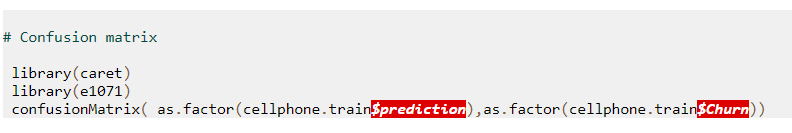 # Confusion matrix
library(caret)
library(e1071)
confusionMatrix( as.factor(cellphone.train$prediction),as.factor(cellphone.train$Churn))